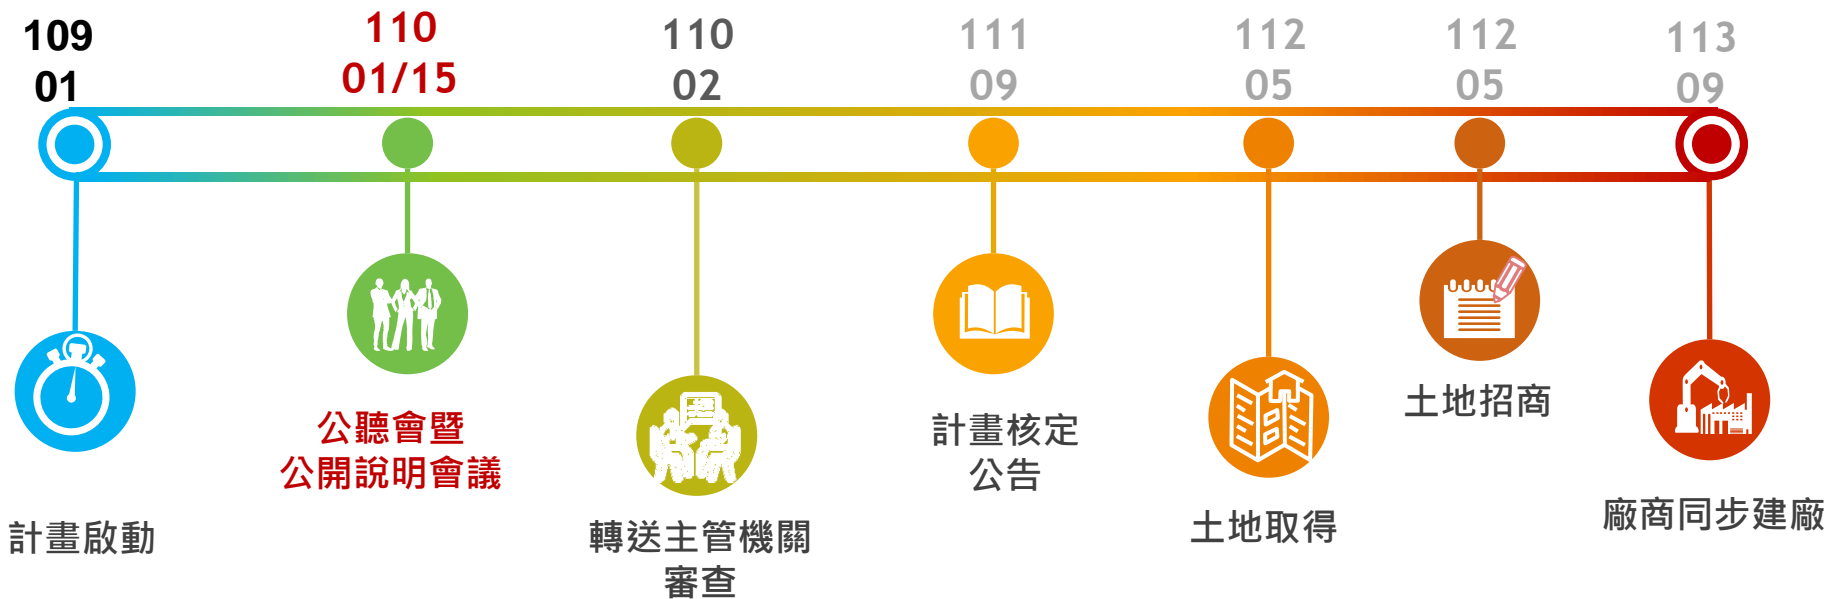 109
01
110
01/15
110
02
111
09
112
05
112
05
113
09
計畫啟動
公聽會暨
公開說明會議
轉送主管機關
審查
計畫核定
公告
土地取得
土地招商
廠商同步建廠